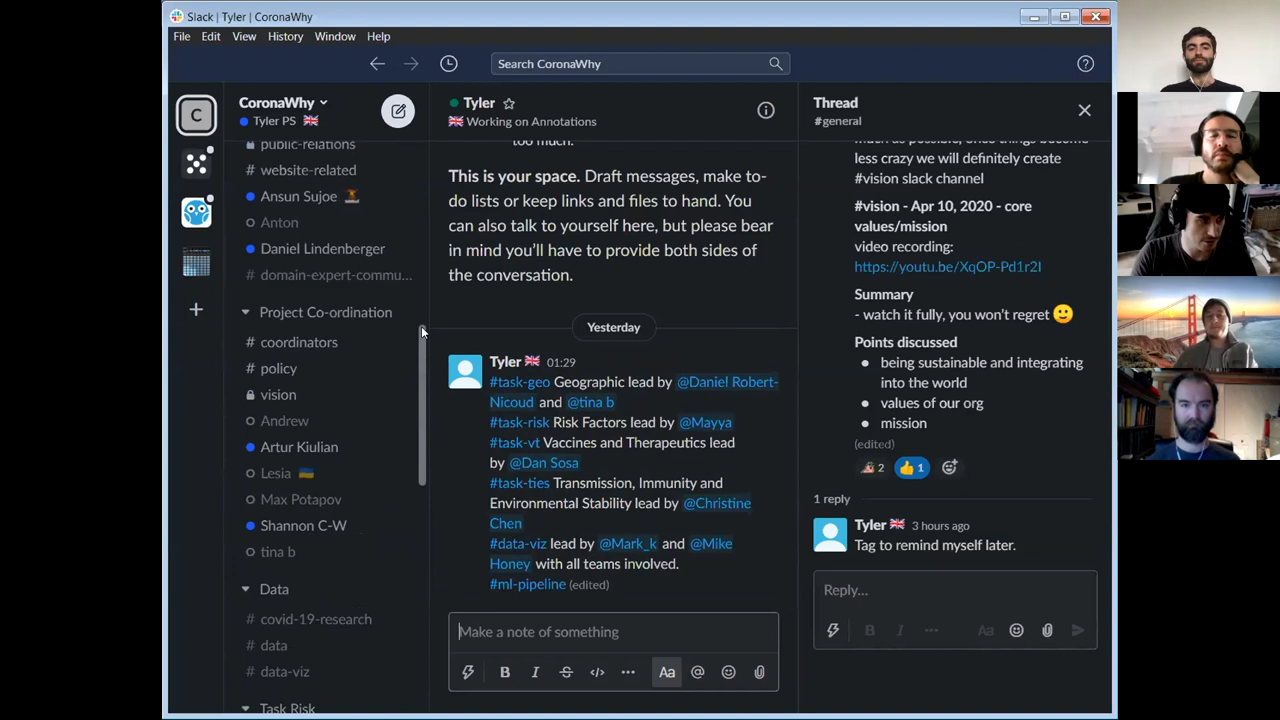 Slack | Tyler | CoronaWhy
File Edit View History Window Help
Search CoronaWhy
C
CoronaWhy
Tyler PS
public-relations
# website-related
Ansun Sujoe
Anton
Daniel Lindenberger
domain-expert-commu...
Project Co-ordination
# coordinators
# policy
vision
Andrew
Artur Kiulian
Lesia
Max Potapov
Shannon C-W
tina b
Data
# covid-19-research
# data
# data-viz
Task Risk
Tyler
Working on Annotations
too much.
This is your space. Draft messages, make to-
do lists or keep links and files to hand. You
can also talk to yourself here, but please bear
in mind you'll have to provide both sides of
the conversation.
Yesterday
Tyler 01:29
#task-geo Geographic lead by @Daniel Robert-
Nicoud and @tina b
#task-risk Risk Factors lead by @Mayya
#task-vt Vaccines and Therapeutics lead
by @Dan Sosa
#task-ties Transmission, Immunity and
Environmental Stability lead by @Christine
Chen
#data-viz lead by @Mark_k and @Mike
Honey with all teams involved.
#ml-pipeline (edited)
Make a note of something
B I S Aa @
Thread
#general
much as possible, once things become
less crazy we will definitely create
#vision slack channel
#vision - Apr 10, 2020 - core
values/mission
video recording:
https://youtu.be/XqOP-Pd1r2I
Summary
- watch it fully, you won't regret
Points discussed
being sustainable and integrating
into the world
values of our org
mission
(edited)
2 1
1 reply
Tyler 3 hours ago
Tag to remind myself later.
Reply...
B I Aa